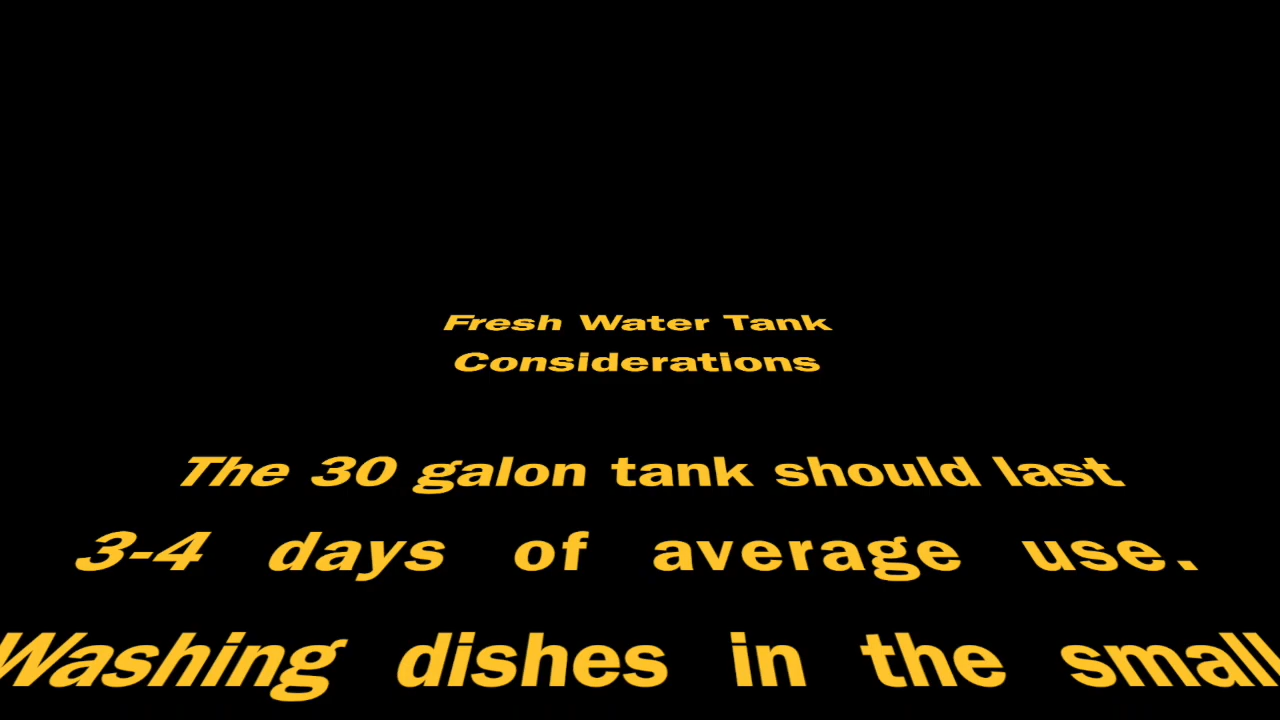 Fresh Water Tank
Considerations
The 30 galon tank should last
3-4 days of average use.
Washing dishes in the small